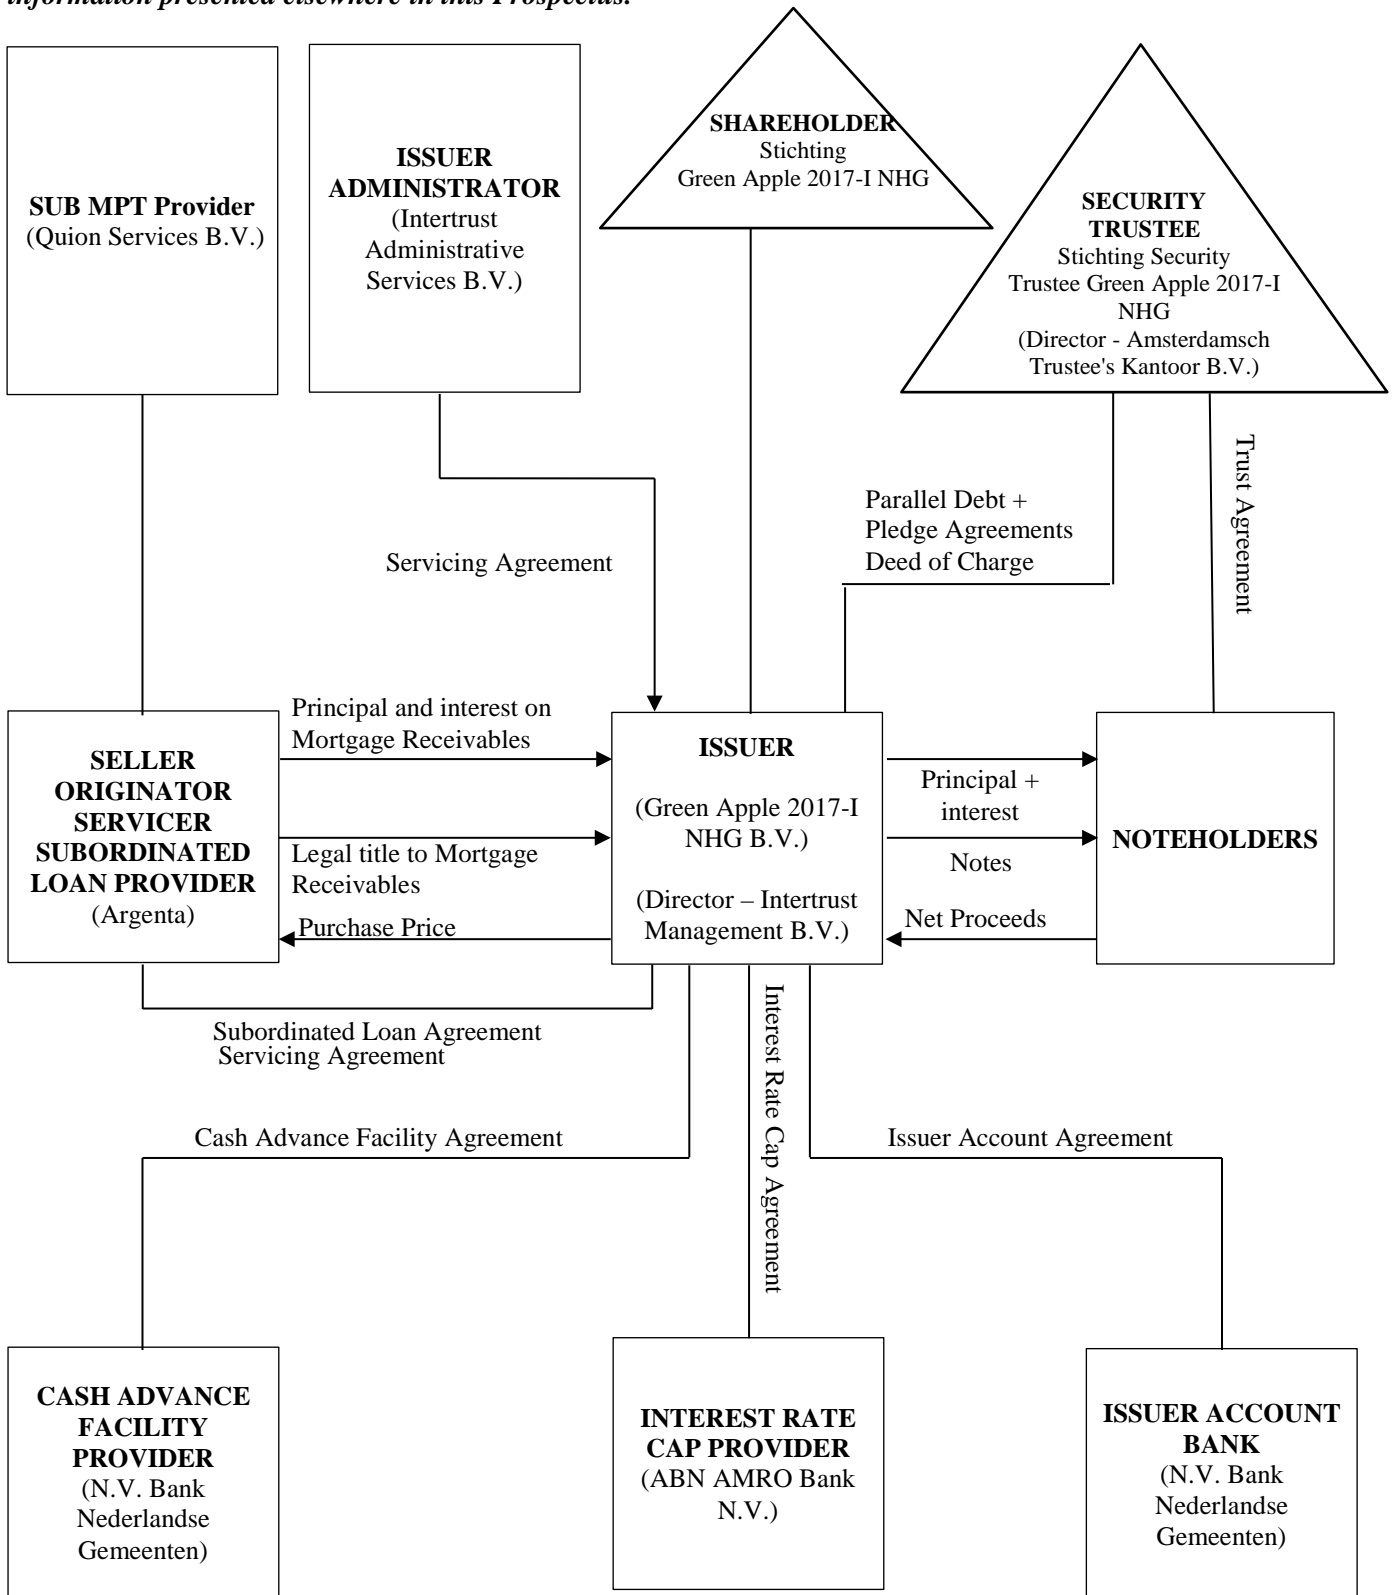 information presented elsewhere in this Prospectus.
SUB MPT Provider
(Quion Services B.V.)
ISSUER
ADMINISTRATOR
(Intertrust
Administrative
Services B.V.)
SHAREHOLDER
Stichting
Green Apple 2017-I NHG
SECURITY
TRUSTEE
Stichting Security
Trustee Green Apple 2017-I
NHG
(Director - Amsterdamsch
Trustee's Kantoor B.V.)
Servicing Agreement
Parallel Debt +
Pledge Agreements
Deed of Charge
Trust Agreement
SELLER
ORIGINATOR
SERVICER
SUBORDINATED
LOAN PROVIDER
(Argenta)
Principal and interest on
Mortgage Receivables
Legal title to Mortgage
Receivables
Purchase Price
ISSUER
(Green Apple 2017-I
NHG B.V.)
(Director – Intertrust
Management B.V.)
Principal +
interest
Notes
Net Proceeds
NOTEHOLDERS
Subordinated Loan Agreement
Servicing Agreement
Cash Advance Facility Agreement
Interest Rate Cap Agreement
Issuer Account Agreement
CASH ADVANCE
FACILITY
PROVIDER
(N.V. Bank
Nederlandse
Gemeenten)
INTEREST RATE
CAP PROVIDER
(ABN AMRO Bank
N.V.)
ISSUER ACCOUNT
BANK
(N.V. Bank
Nederlandse
Gemeenten)